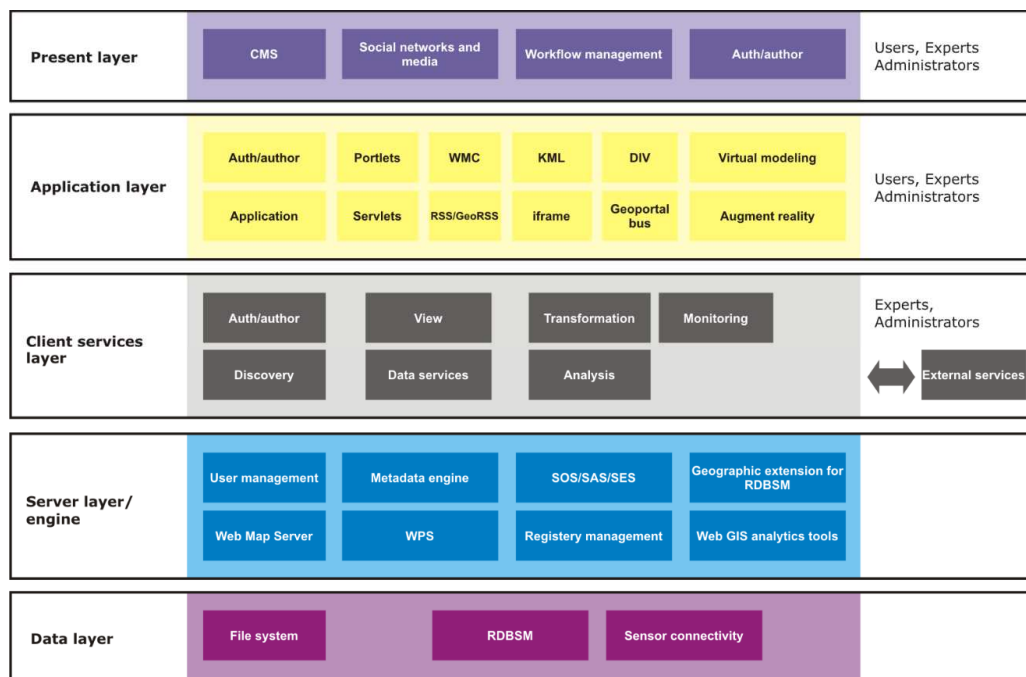 Present layer
CMS
Social networks and
media
Workflow management
Auth/author
Users, Experts
Administrators
Application layer
Auth/author
Portlets
WMC
KML
DIV
Virtual modeling
Application
Servlets
RSS/GeoRSS
iframe
Geoportal
bus
Augment reality
Users, Experts
Administrators
Client services
layer
Auth/author
View
Transformation
Monitoring
Discovery
Data services
Analysis
Experts,
Administrators
External services
Server layer/
engine
User management
Metadata engine
SOS/SAS/SES
Geographic extension for
RDBSM
Web Map Server
WPS
Registery management
Web GIS analytics tools
Data layer
File system
RDBSM
Sensor connectivity